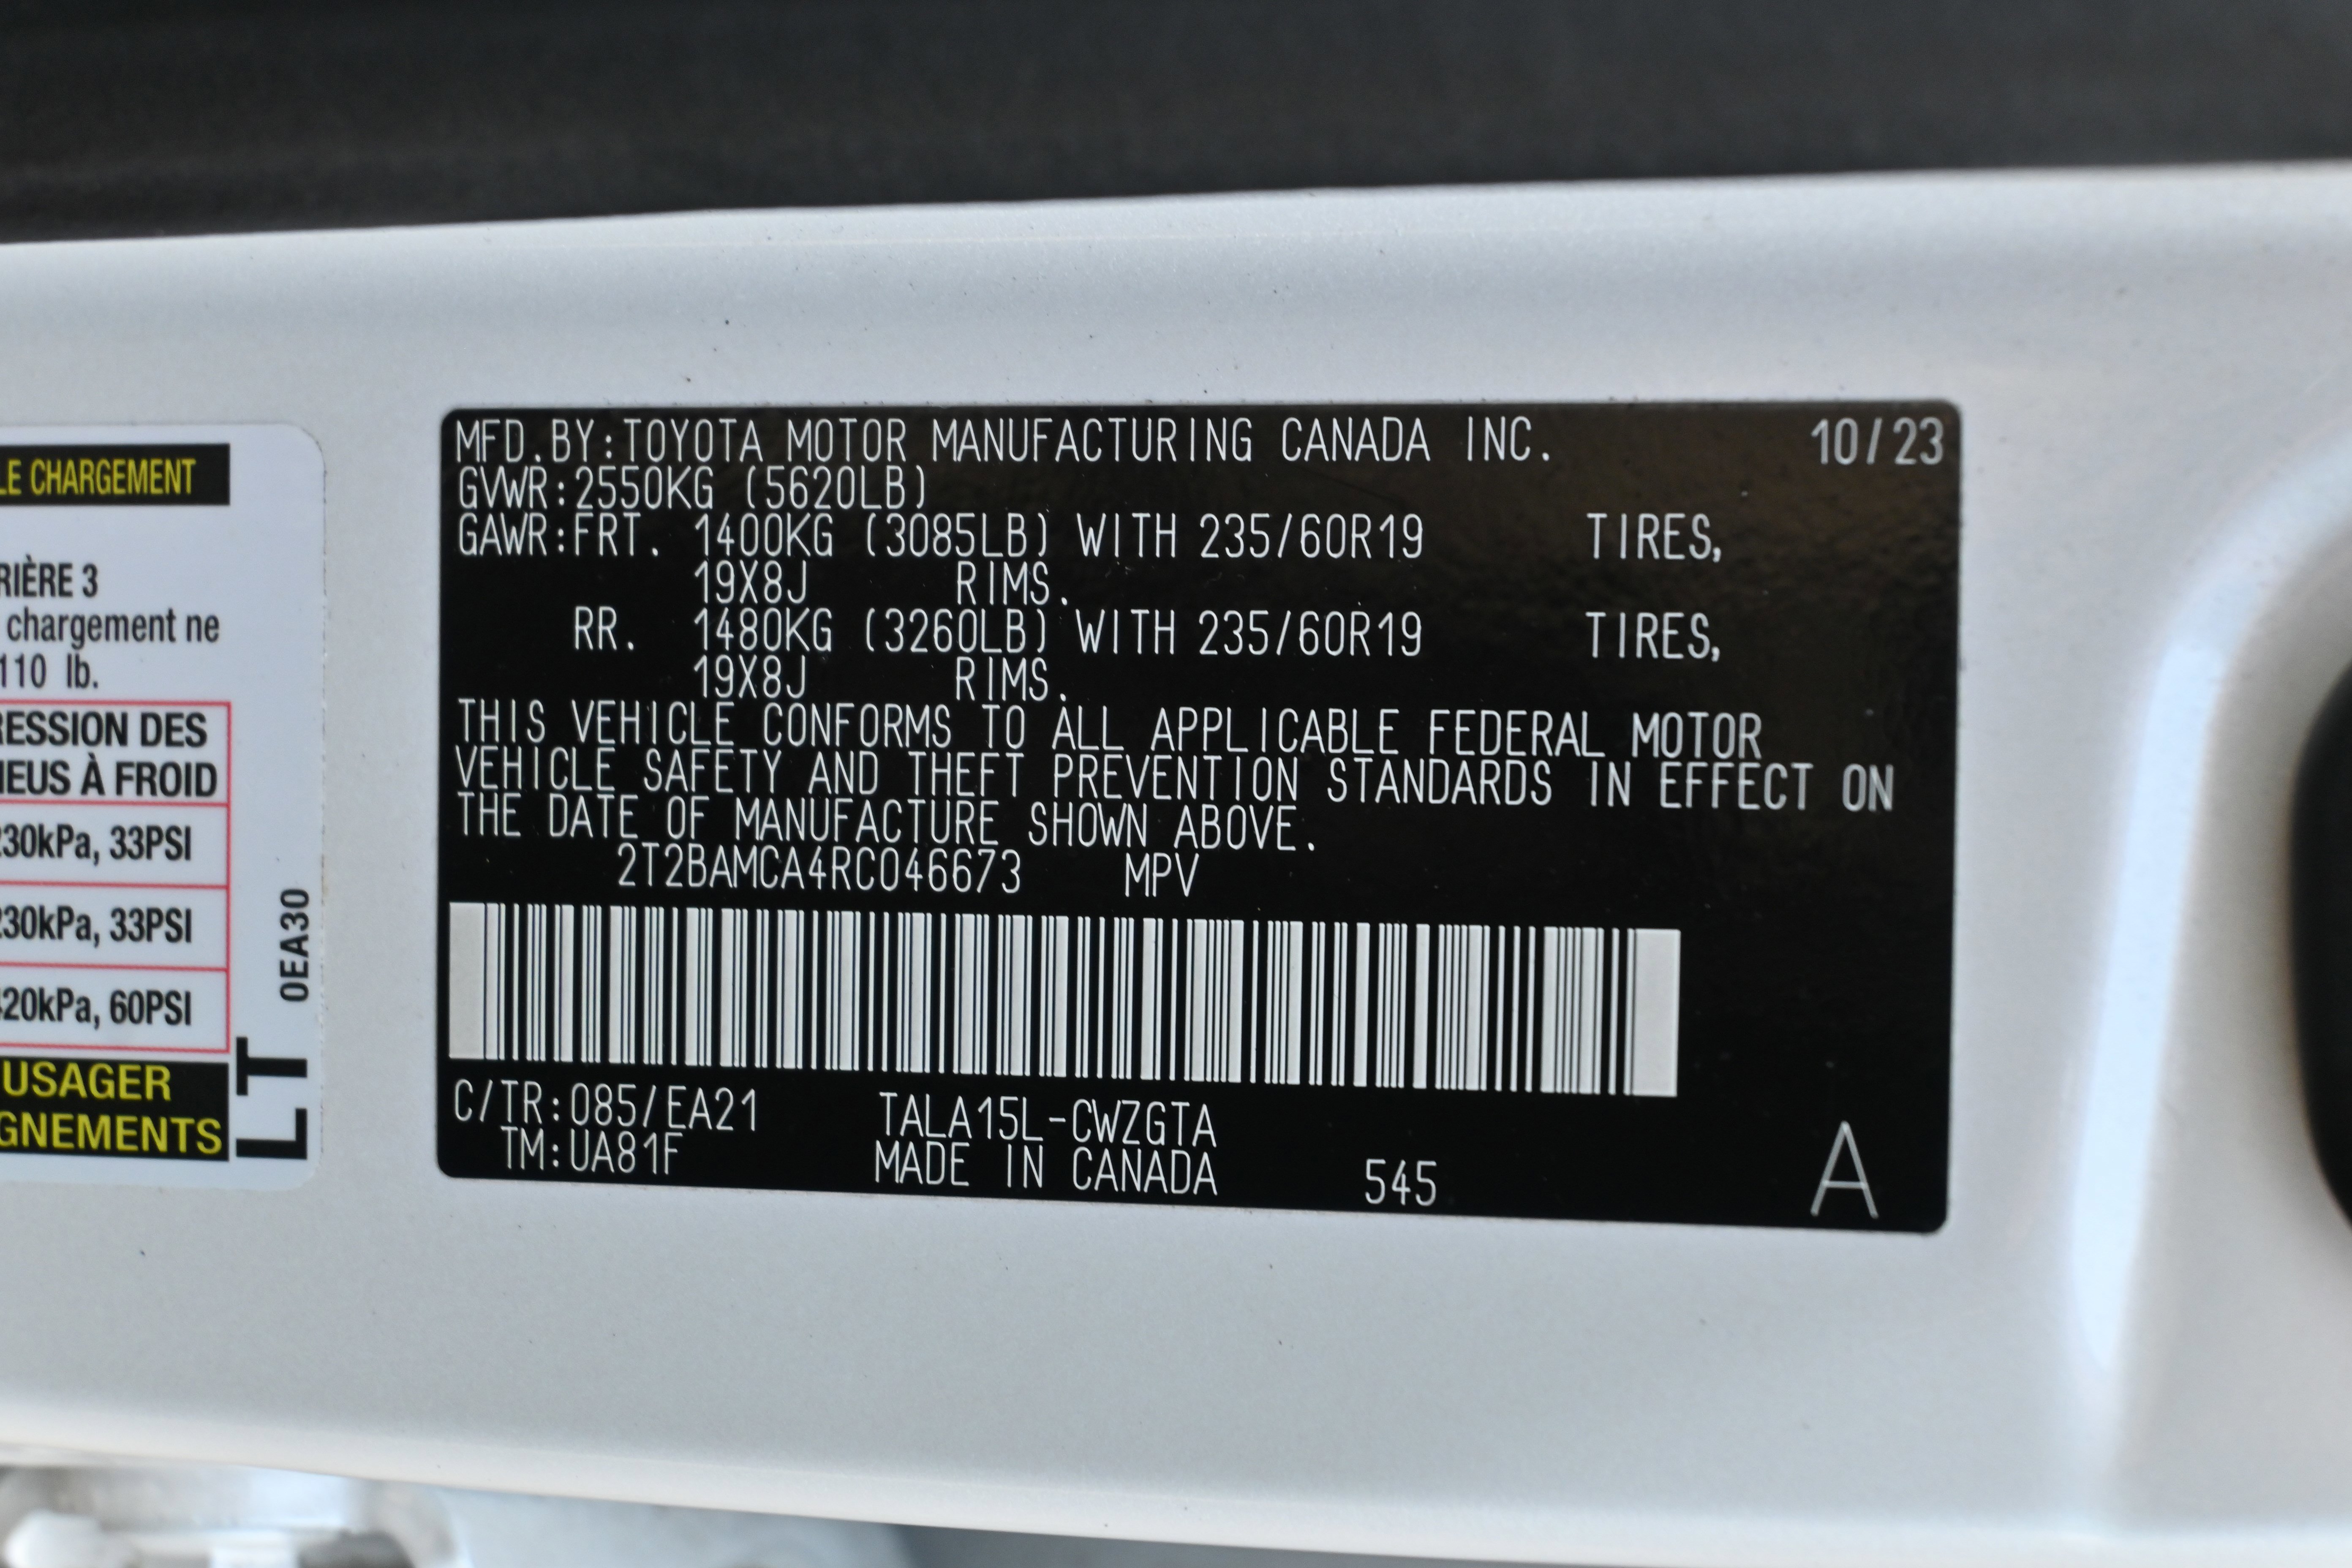 LE CHARGEMENT
RIÈRE 3
chargement ne
110 lb.
RESSION DES
NEUS À FROID
230kPa, 33PSI
230kPa, 33PSI
420kPa, 60PSI
USAGER
GNEMENTS
LT
0EA30
MFD.BY:TOYOTA MOTOR MANUFACTURING CANADA INC. 10/23
GVWR:2550KG (5620LB)
GAWR:FRT. 1400KG (3085LB) WITH 235/60R19 TIRES,
19X8J RIMS.
RR. 1480KG (3260LB) WITH 235/60R19 TIRES,
19X8J RIMS.
THIS VEHICLE CONFORMS TO ALL APPLICABLE FEDERAL MOTOR
VEHICLE SAFETY AND THEFT PREVENTION STANDARDS IN EFFECT ON
THE DATE OF MANUFACTURE SHOWN ABOVE.
2T2BAMCA4RC046673 MPV
C/TR:085/EA21 TALA15L-CWZGTA
TM:UA81F MADE IN CANADA 545 A